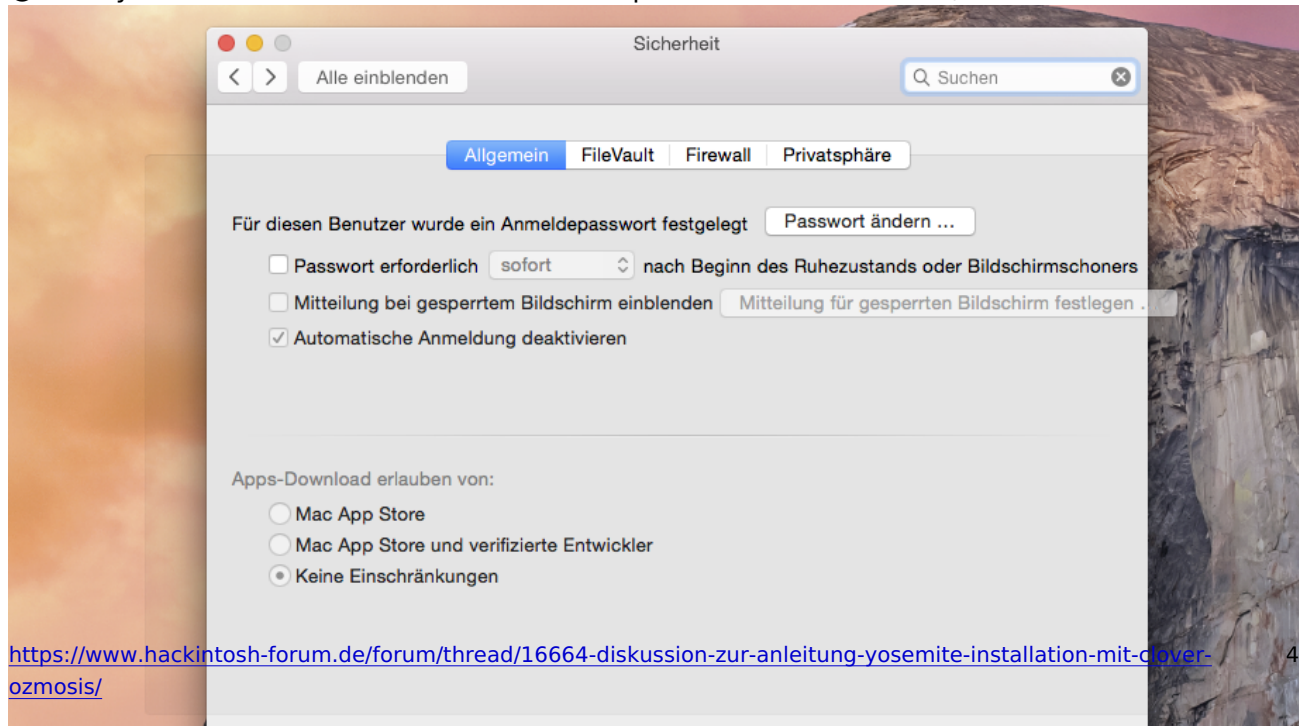 Sicherheit
Alle einblenden
Suchen
Allgemein FileVault Firewall Privatsphäre
Für diesen Benutzer wurde ein Anmeldepasswort festgelegt Passwort ändern ...
Passwort erforderlich sofort nach Beginn des Ruhezustands oder Bildschirmschoners
Mitteilung bei gesperrtem Bildschirm einblenden Mitteilung für gesperrten Bildschirm festlegen .
Automatische Anmeldung deaktivieren
Apps-Download erlauben von:
Mac App Store
Mac App Store und verifizierte Entwickler
Keine Einschränkungen
https://www.hackintosh-forum.de/forum/thread/16664-diskussion-zur-anleitung-yosemite-installation-mit-clover- 4
ozmosis/